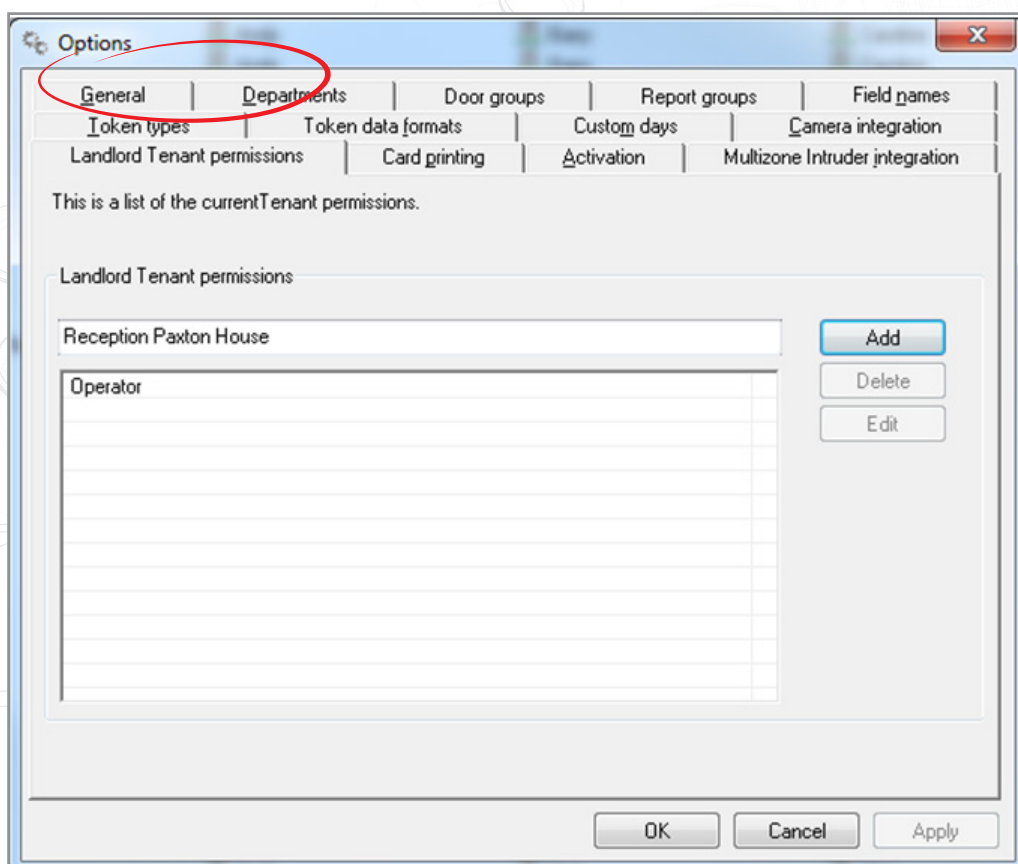 Options
General Departments Door groups Report groups Field names
Token types Token data formats Custom days Camera integration
Landlord Tenant permissions Card printing Activation Multizone Intruder integration
This is a list of the currentTenant permissions.
Landlord Tenant permissions
Reception Paxton House
Add
Operator
Delete
Edit
OK Cancel Apply